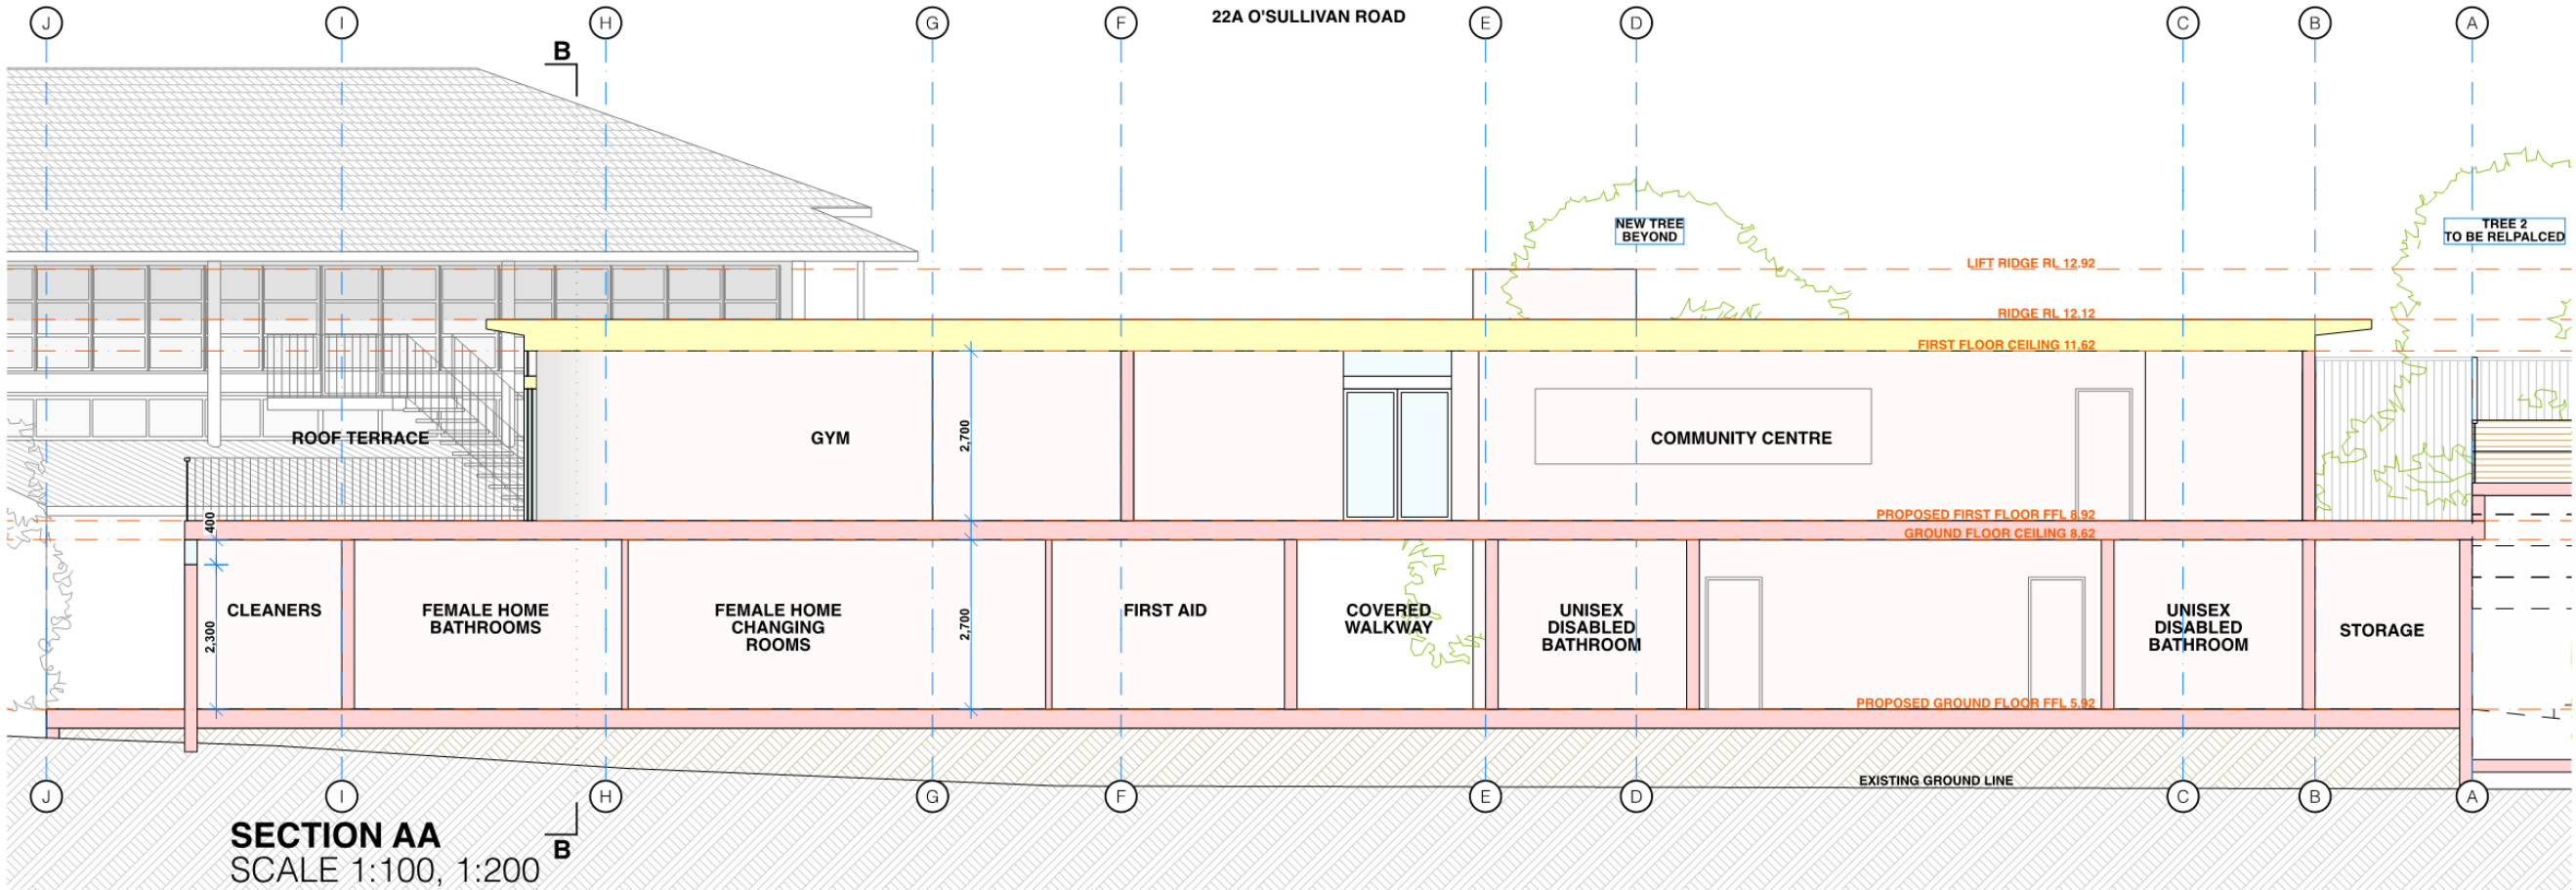 J I H G F E D C B A
22A O'SULLIVAN ROAD
B
NEW TREE
BEYOND
TREE 2
TO BE RELPALCED
LIFT RIDGE RL 12.92
RIDGE RL 12.12
FIRST FLOOR CEILING 11.62
ROOF TERRACE
GYM
2,700
COMMUNITY CENTRE
PROPOSED FIRST FLOOR FFL 8.92
GROUND FLOOR CEILING 8.62
400
2,300
CLEANERS
FEMALE HOME
BATHROOMS
FEMALE HOME
CHANGING
ROOMS
2,700
FIRST AID
COVERED
WALKWAY
UNISEX
DISABLED
BATHROOM
UNISEX
DISABLED
BATHROOM
STORAGE
PROPOSED GROUND FLOOR FFL 5.92
EXISTING GROUND LINE
J I H G F E D C B A
SECTION AA
SCALE 1:100, 1:200
B